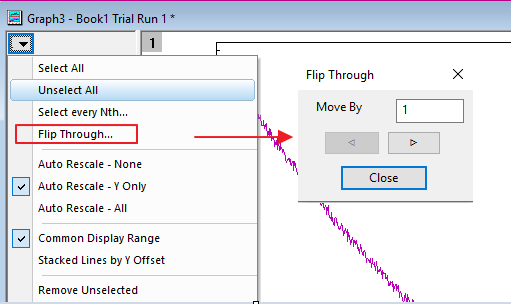 Graph3 - Book1 Trial Run 1 *
1
Select All
Unselect All
Select every Nth...
Flip Through...
Auto Rescale - None
Auto Rescale - Y Only
Auto Rescale - All
Common Display Range
Stacked Lines by Y Offset
Remove Unselected
Flip Through
Move By 1
Close